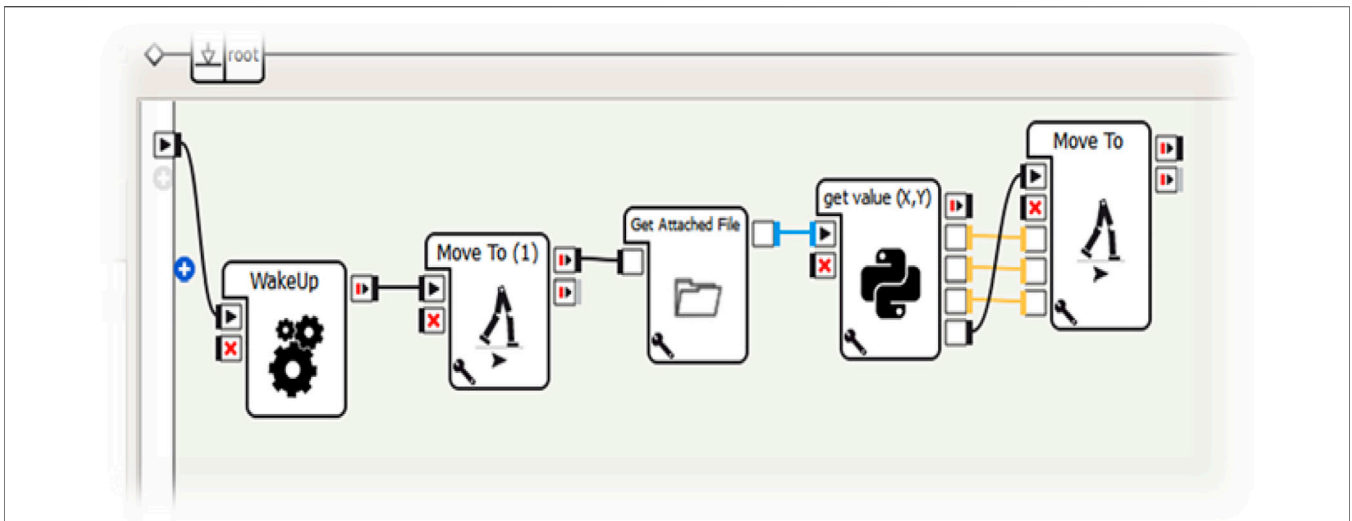 root
Move To
get value (X,Y)
Get Attached File
Move To (1)
WakeUp